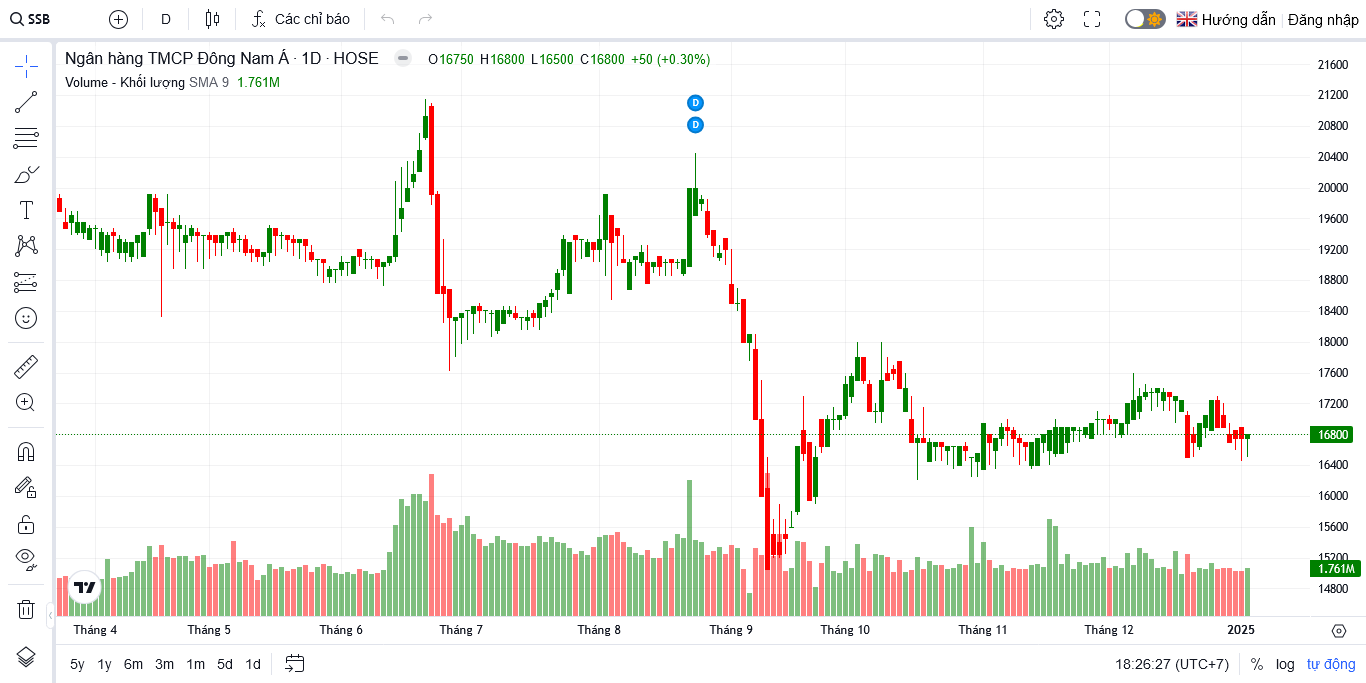 SSB D Các chỉ báo Hướng dẫn Đăng nhập
Ngân hàng TMCP Đông Nam Á · 1D · HOSE O16750 H16800 L16500 C16800 +50 (+0.30%)
Volume - Khối lượng SMA 9 1.761M
D
D
21600
21200
20800
20400
20000
19600
19200
18800
18400
18000
17600
17200
16800
16400
16000
15600
15200
1.761M
14800
Tháng 4 Tháng 5 Tháng 6 Tháng 7 Tháng 8 Tháng 9 Tháng 10 Tháng 11 Tháng 12 2025
5y 1y 6m 3m 1m 5d 1d 18:26:27 (UTC+7) % log tự động